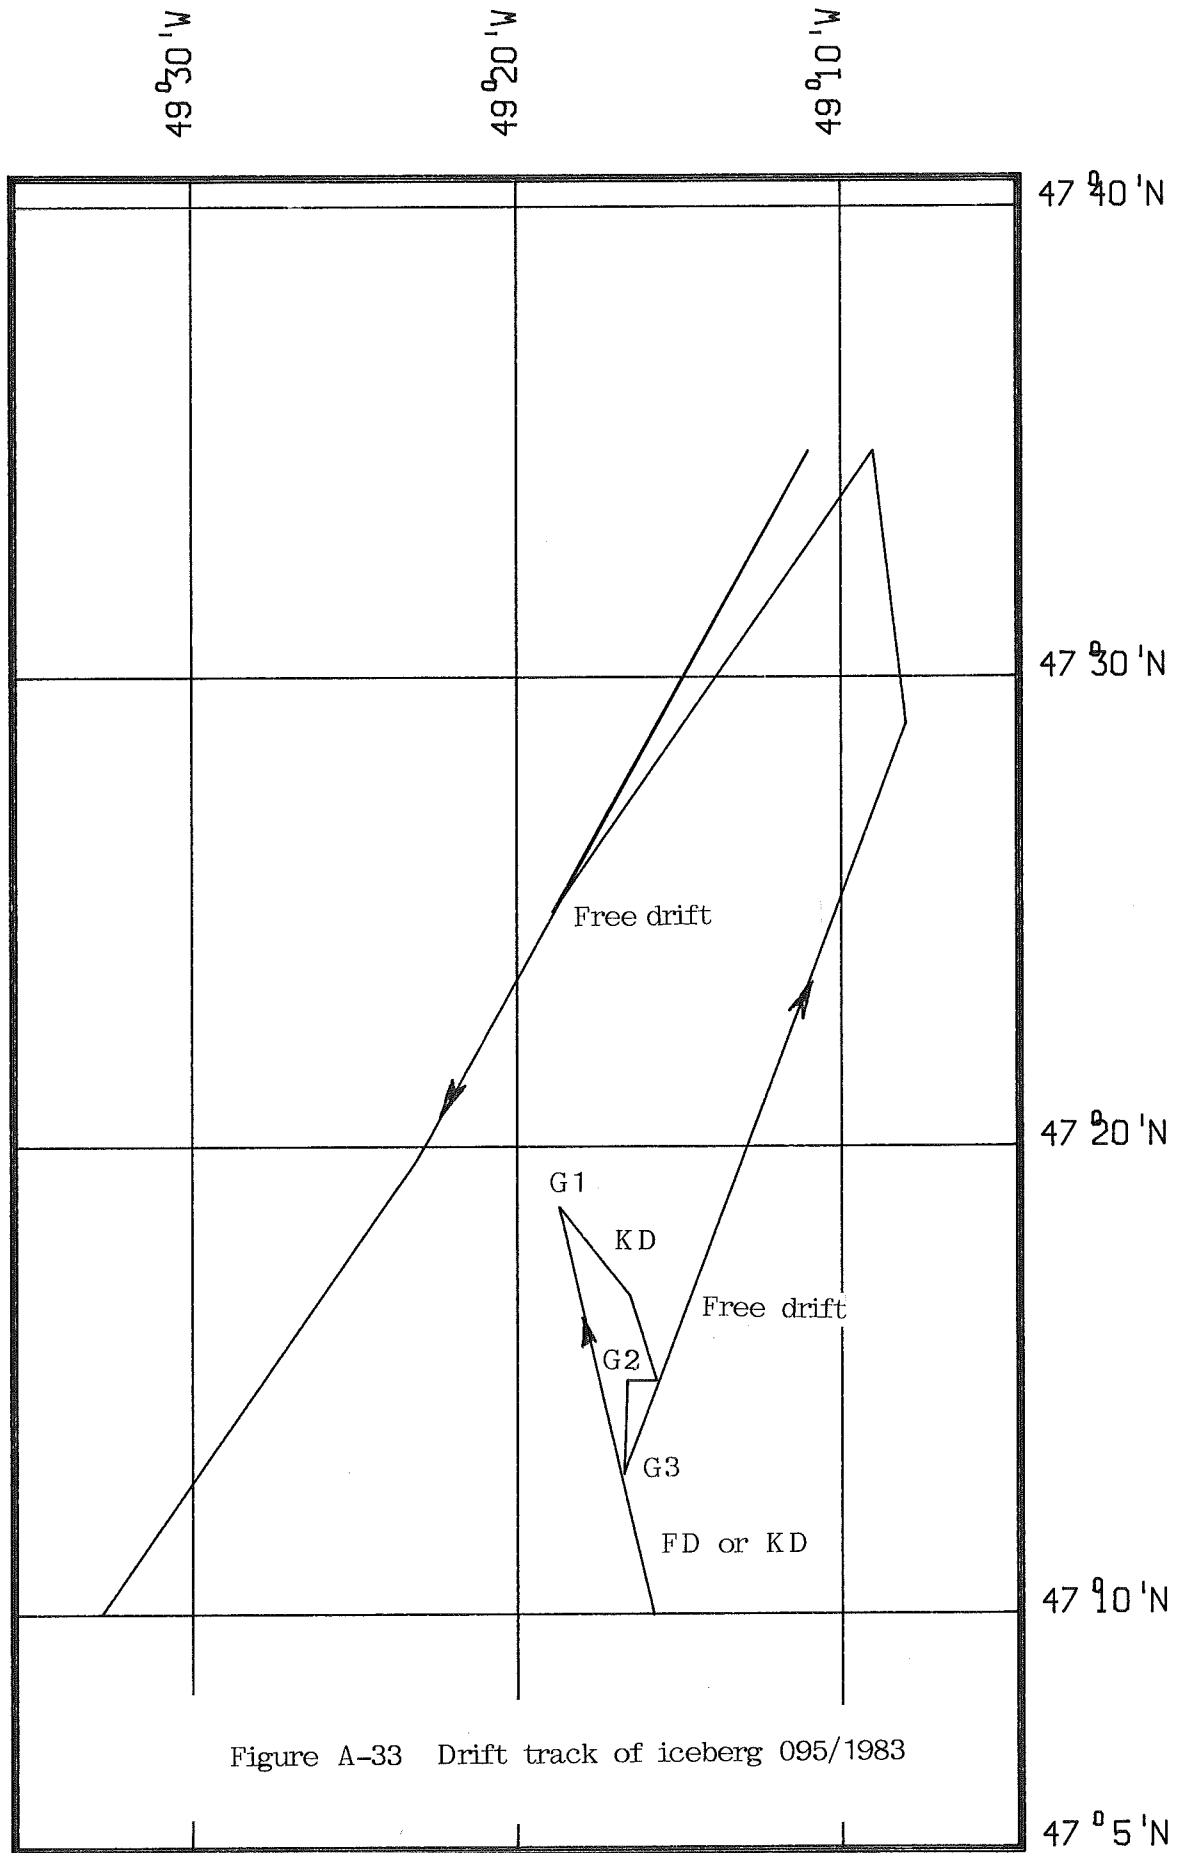 49°30'W
49°20'W
49°10'W
47°40'N
47°30'N
Free drift
47°20'N
G1
KD
Free drift
G2
G3
FD or KD
47°10'N
Figure A-33 Drift track of iceberg 095/1983
47°5'N